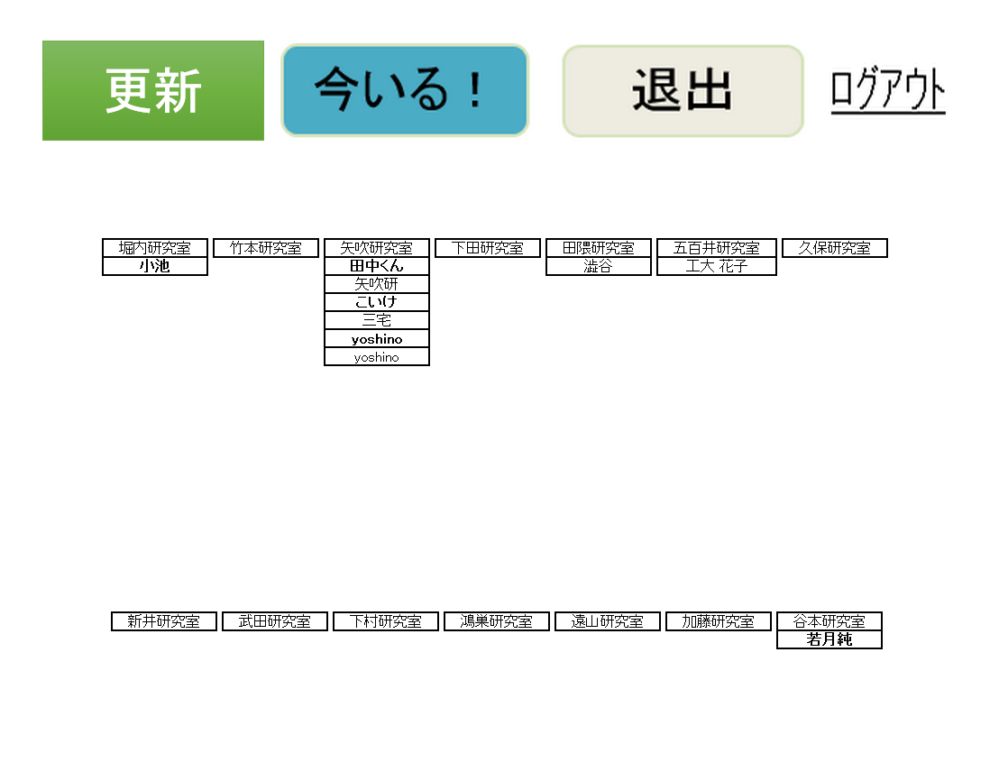 更新 今いる！ 退出 ログアウト
堀内研究室 竹本研究室 矢吹研究室 下田研究室 田隈研究室 五百井研究室 久保研究室
小池 田中くん 澁谷 工大 花子
矢吹研
こいけ
三宅
yoshino
yoshino
新井研究室 武田研究室 下村研究室 鴻巣研究室 遠山研究室 加藤研究室 谷本研究室
若月純